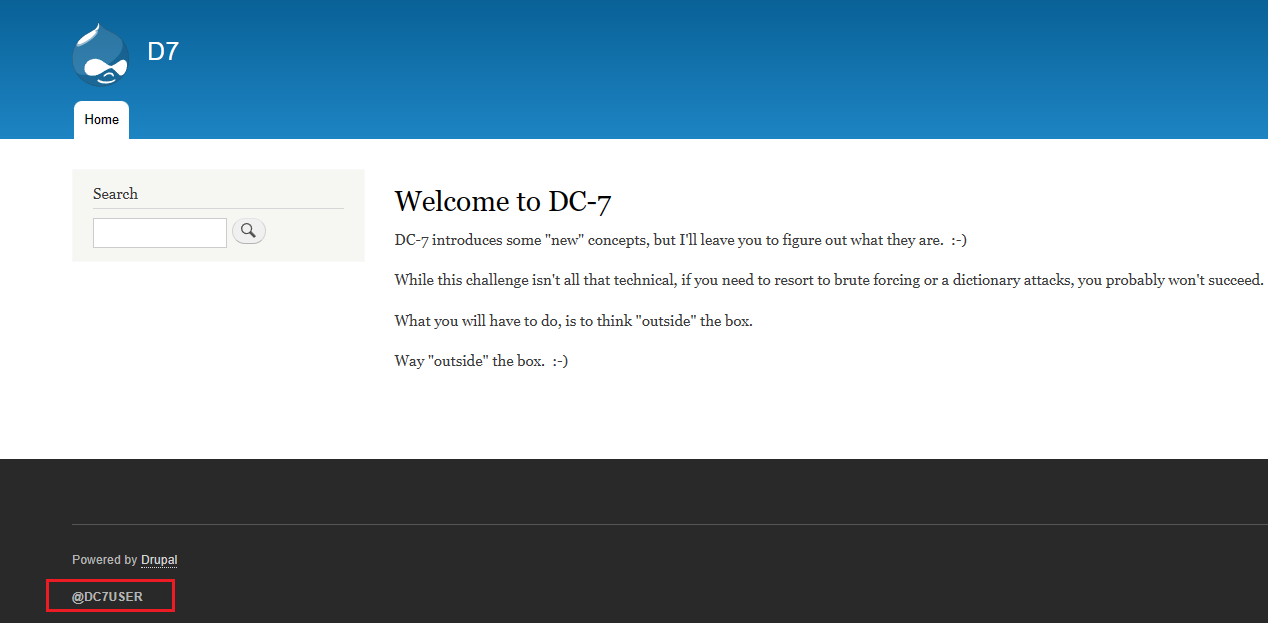 D7
Home
Search
Welcome to DC-7
DC-7 introduces some "new" concepts, but I'll leave you to figure out what they are.  :-)
While this challenge isn't all that technical, if you need to resort to brute forcing or a dictionary attacks, you probably won't succeed.
What you will have to do, is to think "outside" the box.
Way "outside" the box.  :-)
Powered by Drupal
@DC7USER